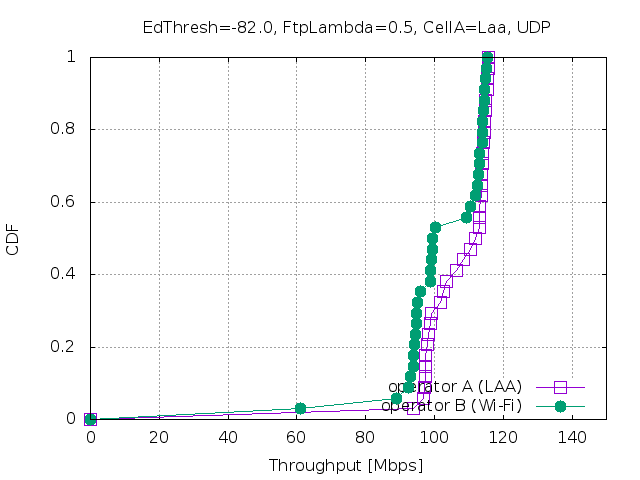 EdThresh=-82.0, FtpLambda=0.5, CellA=Laa, UDP
1
0.8
0.6
0.4
0.2
0
CDF
operator A (LAA)
operator B (Wi-Fi)
0 20 40 60 80 100 120 140
Throughput [Mbps]